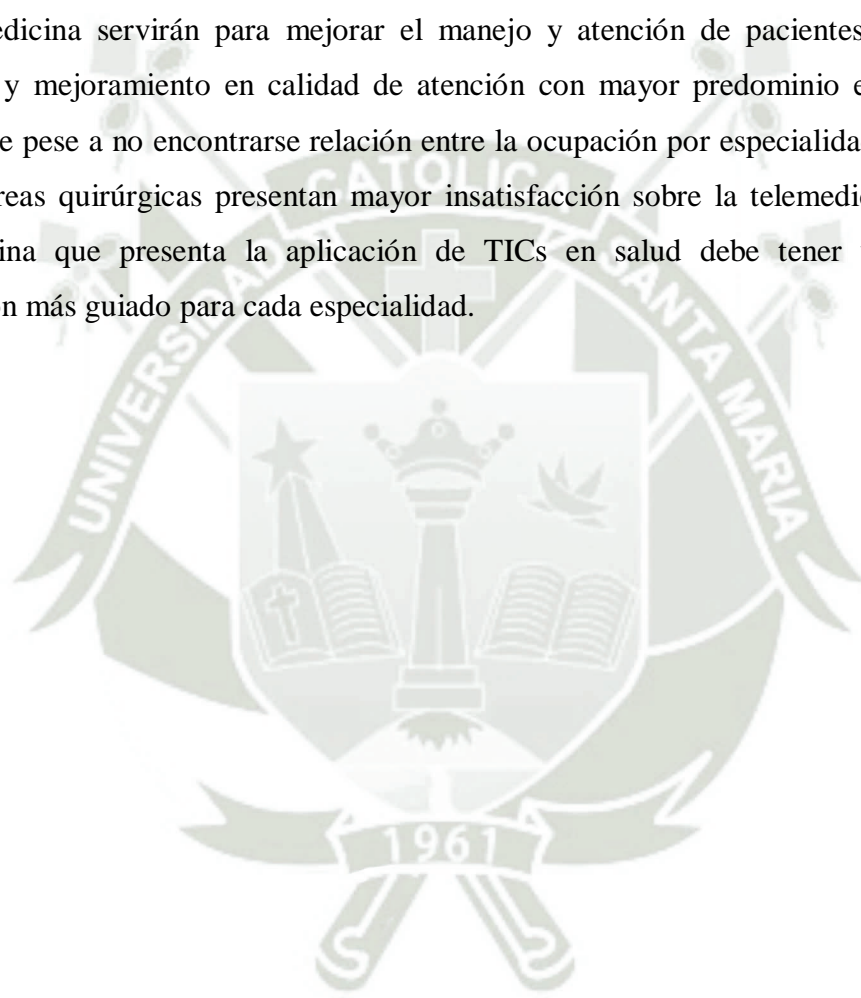 edicina servirán para mejorar el manejo y atención de pacientes
y mejoramiento en calidad de atención con mayor predominio e
e pese a no encontrarse relación entre la ocupación por especialida
reas quirúrgicas presentan mayor insatisfacción sobre la telemedic
ina que presenta la aplicación de TICs en salud debe tener
ón más guiado para cada especialidad.
UNIVERSIDAD CATOLICA SANTA MARIA
1961